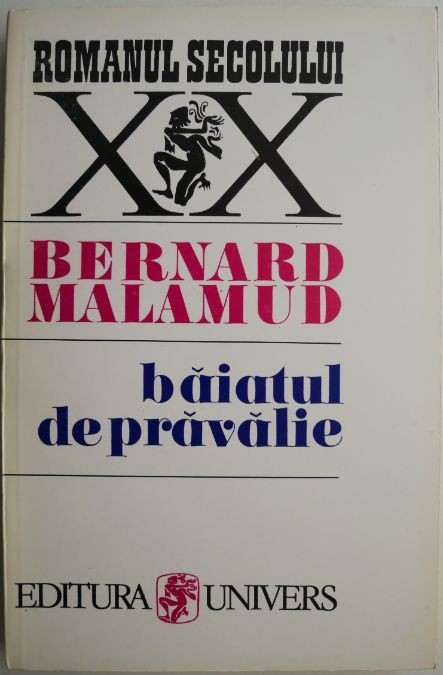 ROMANUL SECOLULUI
XX
BERNARD
MALAMUD
băiatul
de prăvălie
EDITURA UNIVERS